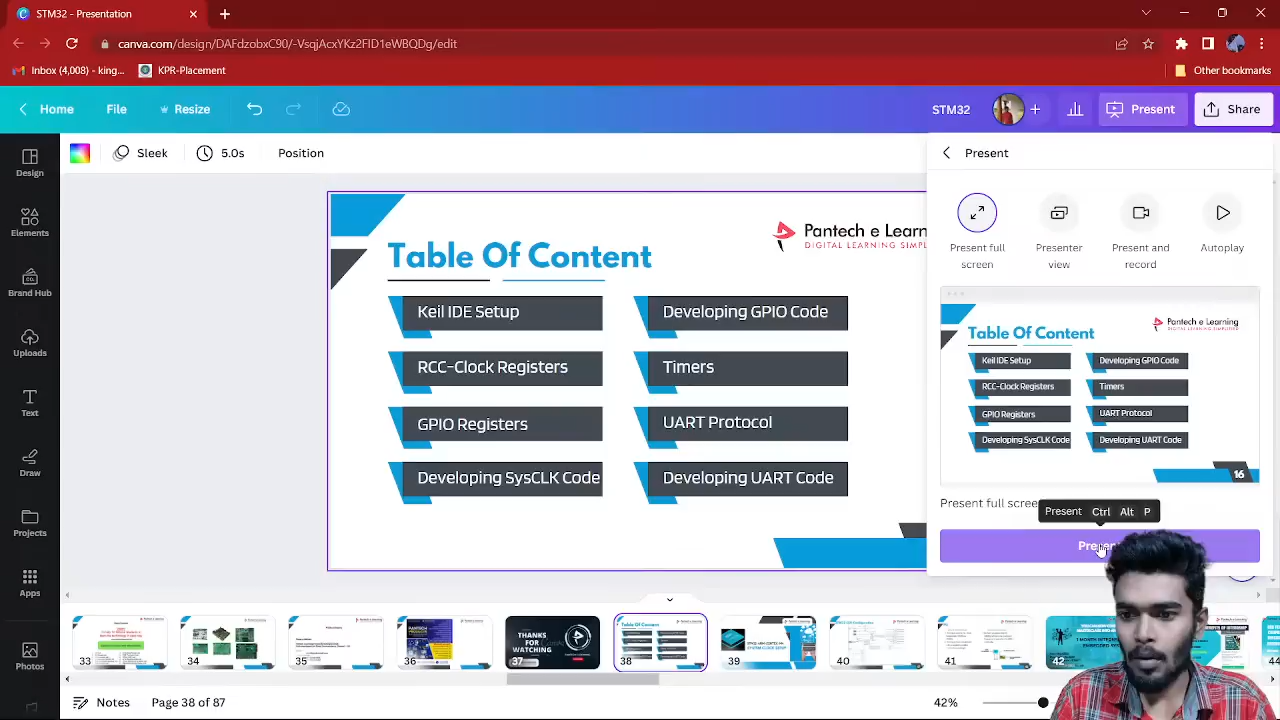 STM32 - Presentation
canva.com/design/DAFdzobxC90/-VsqjAcxYKz2FID1eWBQDg/edit
Inbox (4,008) - king...
KPR-Placement
Other bookmarks
Home
File
Resize
STM32
Present
Share
Sleek
5.0s
Position
Design
Elements
Brand Hub
Uploads
Text
Draw
Projects
Apps
Photos
Pantech e Learn
DIGITAL LEARNING SIMPL
Table Of Content
Keil IDE Setup
Developing GPIO Code
RCC-Clock Registers
Timers
GPIO Registers
UART Protocol
Developing SysCLK Code
Developing UART Code
Present
Present full
screen
Presenter
view
Present and
record
Autoplay
Pantech e Learning
DIGITAL LEARNING SIMPLIFIED
Table Of Content
Keil IDE Setup
Developing GPIO Code
RCC-Clock Registers
Timers
GPIO Registers
UART Protocol
Developing SysCLK Code
Developing UART Code
16
Present full scree
Present Ctrl Alt P
Presen
33
34
35
36
THANKS
FOR
WATCHING
37
Table Of Content
38
39
40
41
42
44
Notes
Page 38 of 87
42%